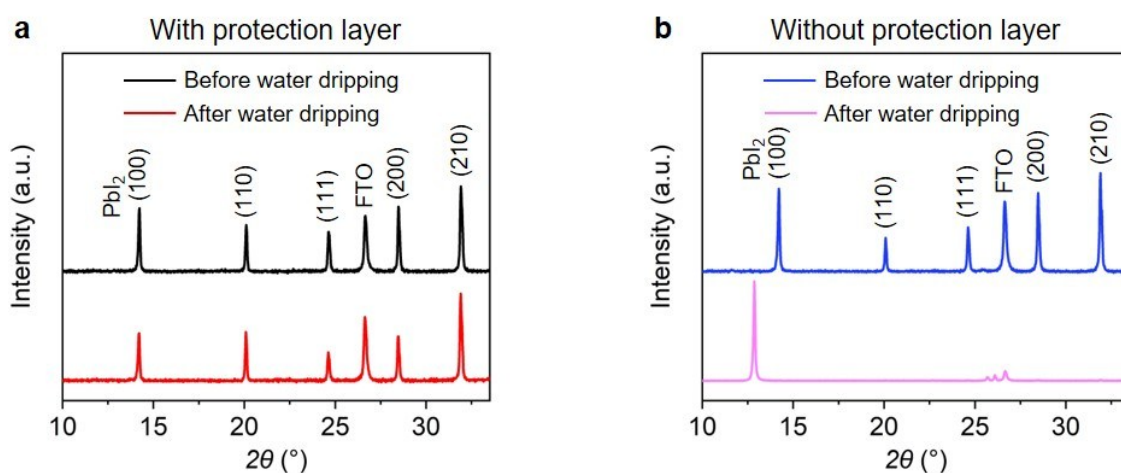 a With protection layer
Before water dripping
After water dripping
PbI₂
(100)
(110)
(111)
FTO
(200)
(210)
Intensity (a.u.)
10 15 20 25 30
2θ (°)
b Without protection layer
Before water dripping
After water dripping
PbI₂
(100)
(110)
(111)
FTO
(200)
(210)
Intensity (a.u.)
10 15 20 25 30
2θ (°)